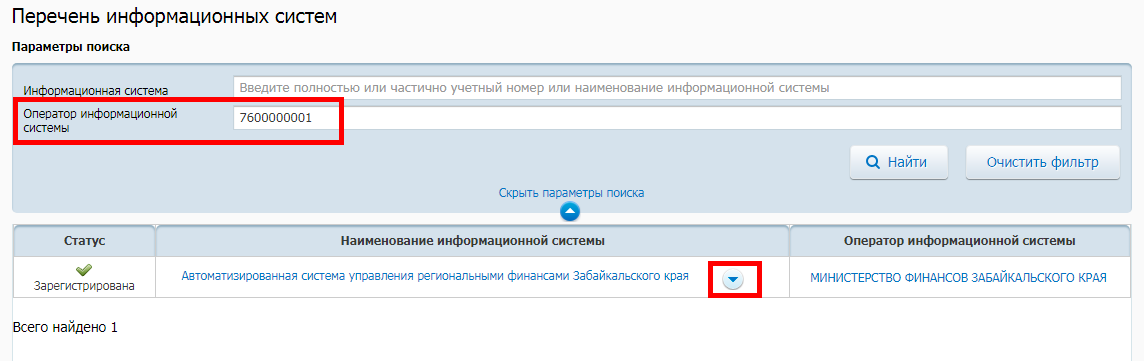 Перечень информационных систем
Параметры поиска
Информационная система
Введите полностью или частично учетный номер или наименование информационной системы
Оператор информационной
системы
7600000001
Найти
Очистить фильтр
Скрыть параметры поиска
Статус
Наименование информационной системы
Оператор информационной системы
Зарегистрирована
Автоматизированная система управления региональными финансами Забайкальского края
МИНИСТЕРСТВО ФИНАНСОВ ЗАБАЙКАЛЬСКОГО КРАЯ
Всего найдено 1